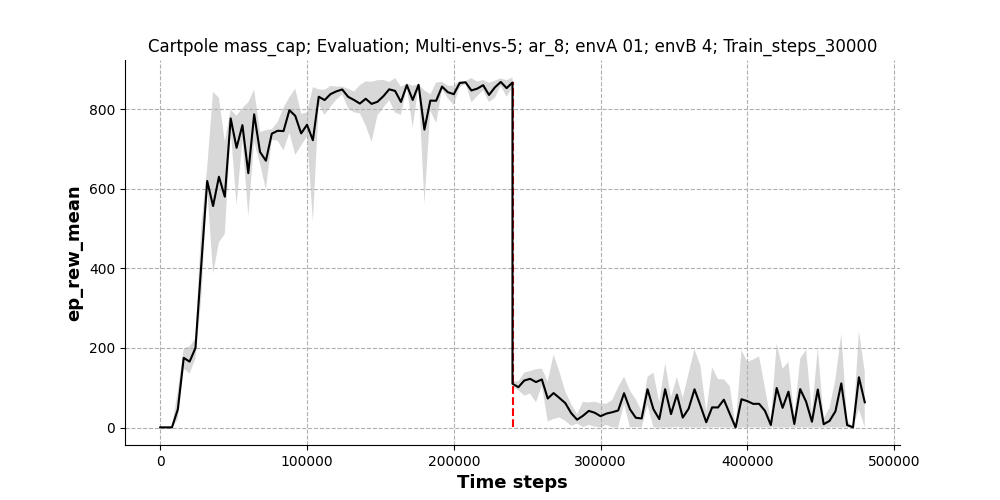 Cartpole mass_cap; Evaluation; Multi-envs-5; ar_8; envA 01; envB 4; Train_steps_30000
ep_rew_mean
800
600
400
200
0
0 100000 200000 300000 400000 500000
Time steps